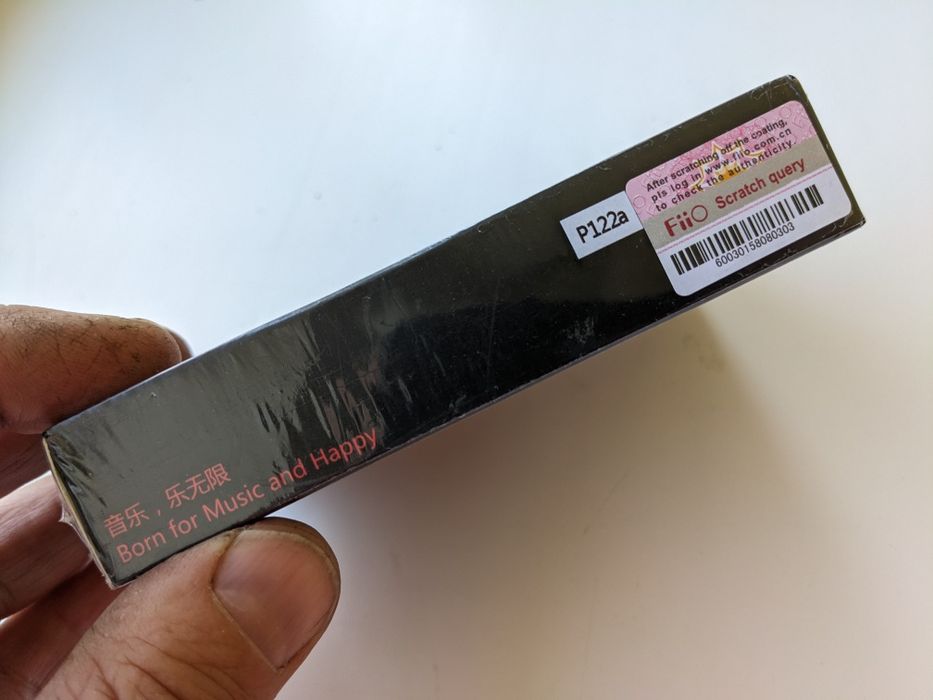 After scratching off the coating,
pls log in www.fiio.com.cn
to check the authenticity.
FiiO Scratch query
60030158080303
P122a
音乐，乐无限
Born for Music and Happy